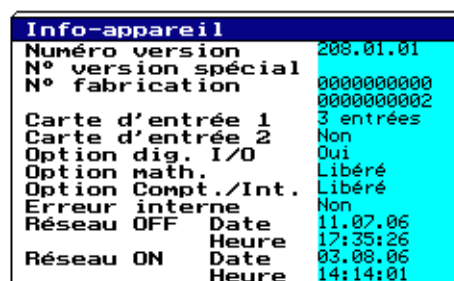 Info-appareil
Numéro version 208.01.01
Nº version spécial
Nº fabrication 0000000000
0000000002
Carte d'entrée 1 3 entrées
Carte d'entrée 2 Non
Option dig. I/O Oui
Option math. Libéré
Option Compt./Int. Libéré
Erreur interne Non
Réseau OFF Date 11.07.06
Heure 17:35:26
Réseau ON Date 03.08.06
Heure 14:14:01